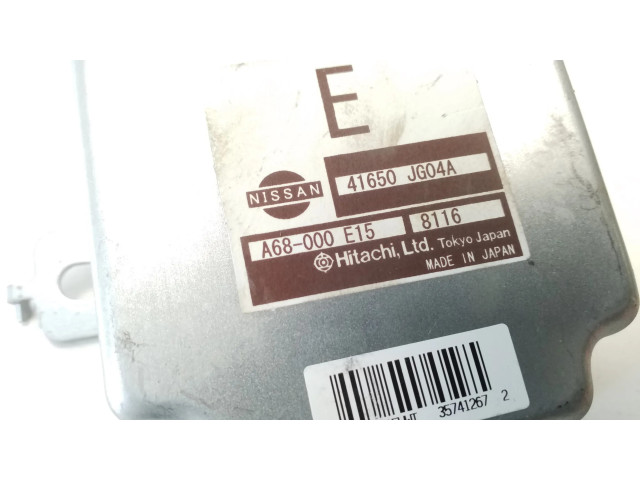 E
NISSAN
41650 JG04A
A68-000 E15 8116
Hitachi, Ltd. Tokyo Japan
MADE IN JAPAN
35741267 2